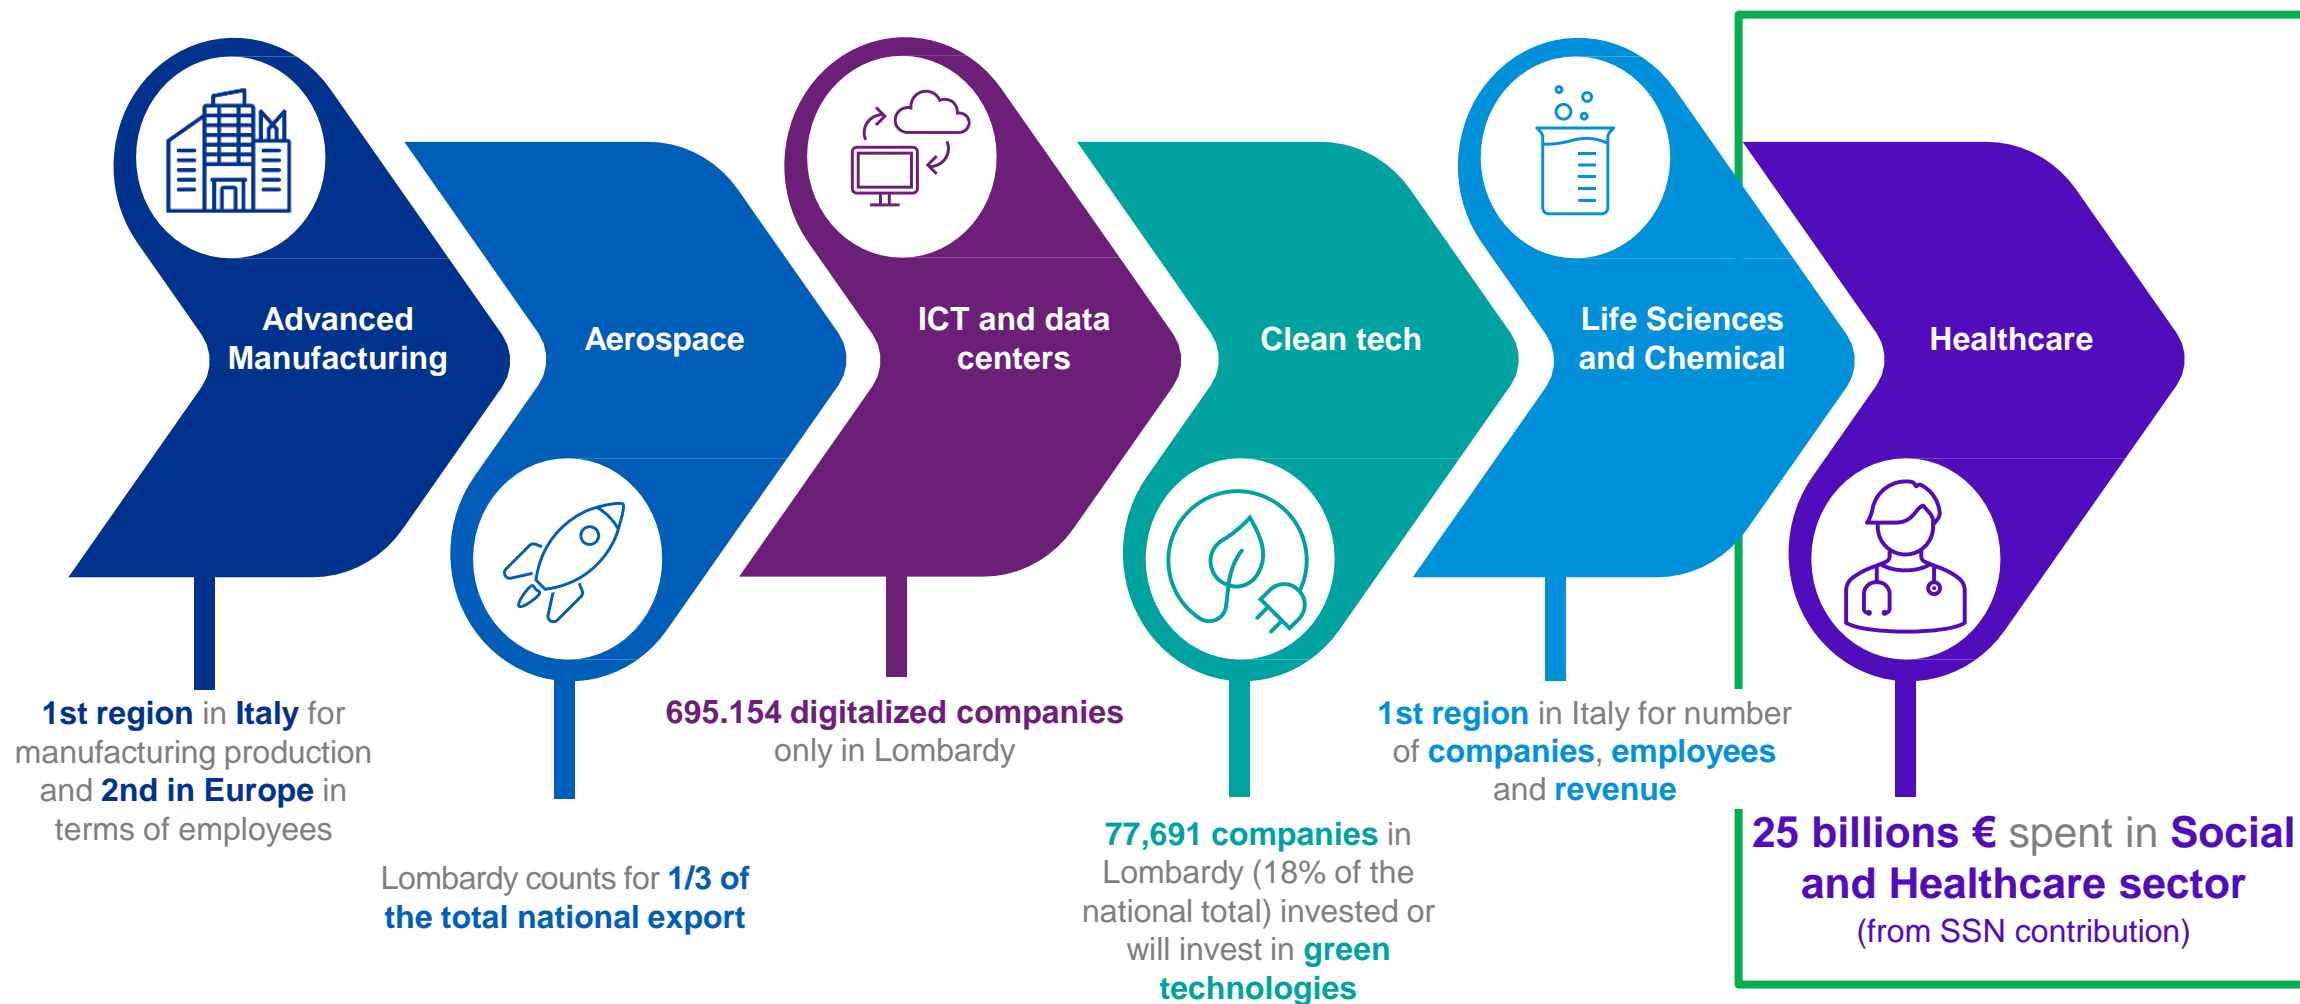 Advanced
Manufacturing
Aerospace
ICT and data
centers
Clean tech
Life Sciences
and Chemical
Healthcare
1st region in Italy for
manufacturing production
and 2nd in Europe in
terms of employees
Lombardy counts for 1/3 of
the total national export
695.154 digitalized companies
only in Lombardy
77,691 companies in
Lombardy (18% of the
national total) invested or
will invest in green
technologies
1st region in Italy for number
of companies, employees
and revenue
25 billions € spent in Social
and Healthcare sector
(from SSN contribution)